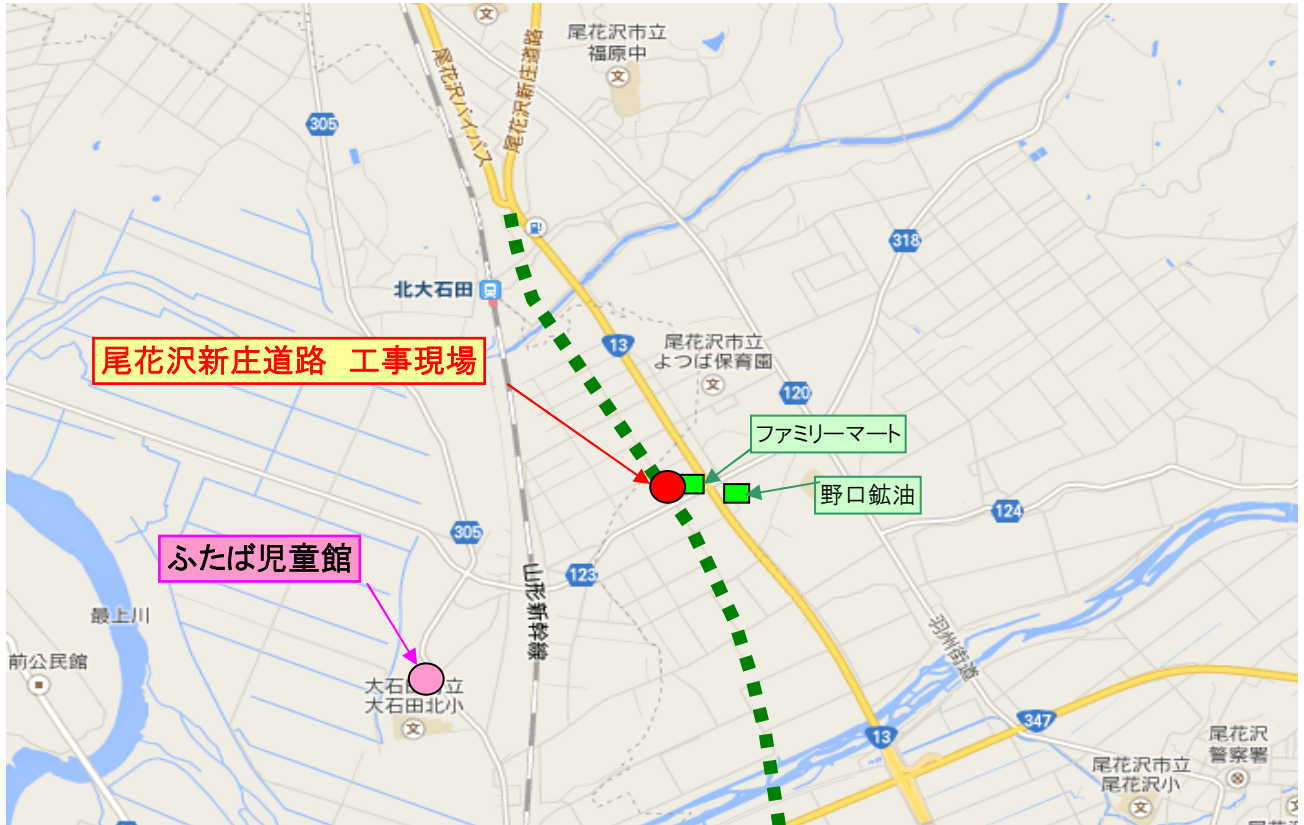 尾花沢市立
福原中
尾花沢バイパス
尾花沢新庄道路
305
318
北大石田
13
尾花沢新庄道路　工事現場
尾花沢市立
よつば保育園
120
ファミリーマート
野口鉱油
124
305
ふたば児童館
123
山形新幹線
最上川
羽州街道
前公民館
大石田町立
大石田北小
347
13
尾花沢
警察署
尾花沢市立
尾花沢小